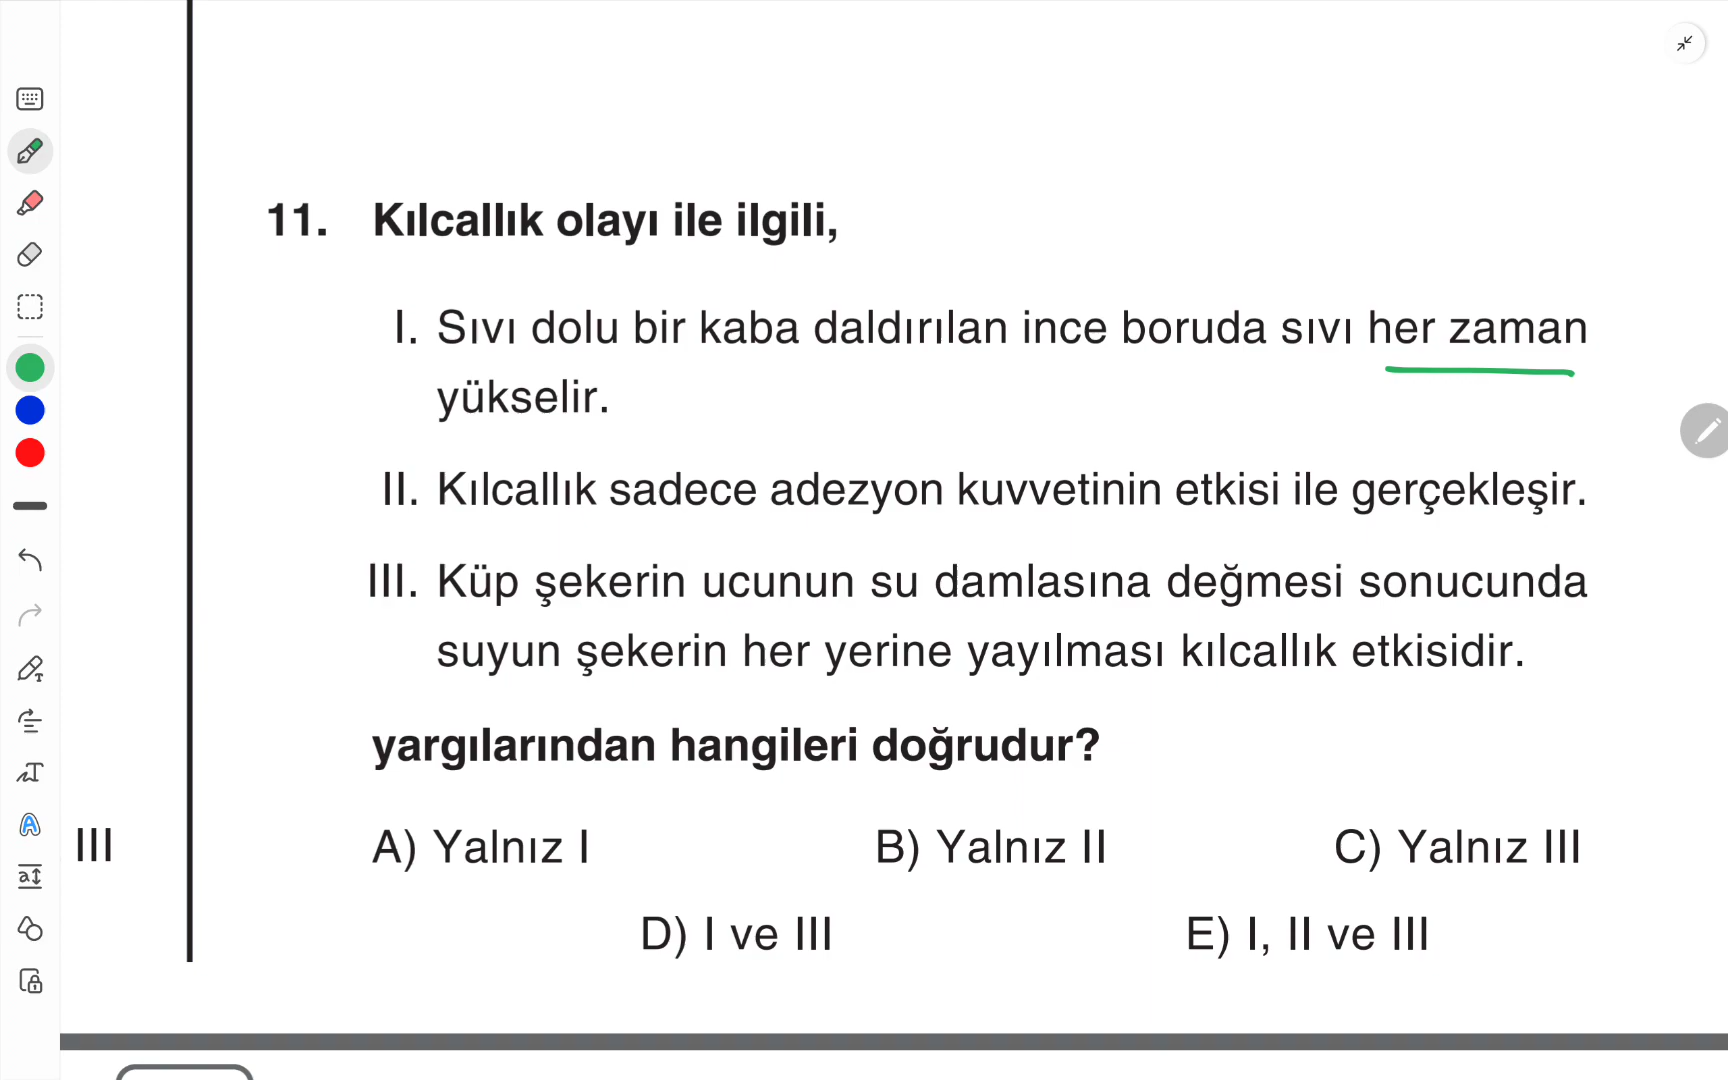 11. Kılcallık olayı ile ilgili,
I. Sıvı dolu bir kaba daldırılan ince boruda sıvı her zaman
yükselir.
II. Kılcallık sadece adezyon kuvvetinin etkisi ile gerçekleşir.
III. Küp şekerin ucunun su damlasına değmesi sonucunda
suyun şekerin her yerine yayılması kılcallık etkisidir.
yargılarından hangileri doğrudur?
III
A) Yalnız I B) Yalnız II C) Yalnız III
D) I ve III E) I, II ve III